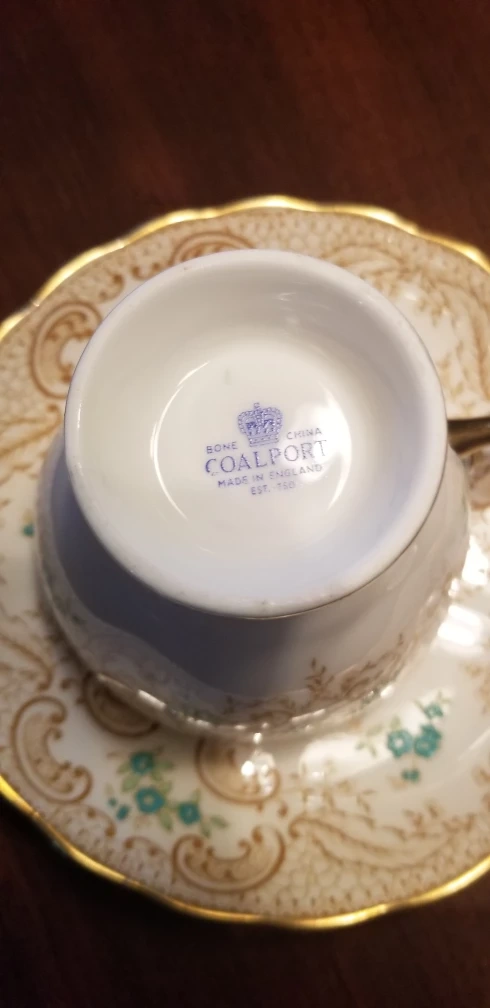 BONE CHINA
COALPORT
MADE IN ENGLAND
EST. 1750